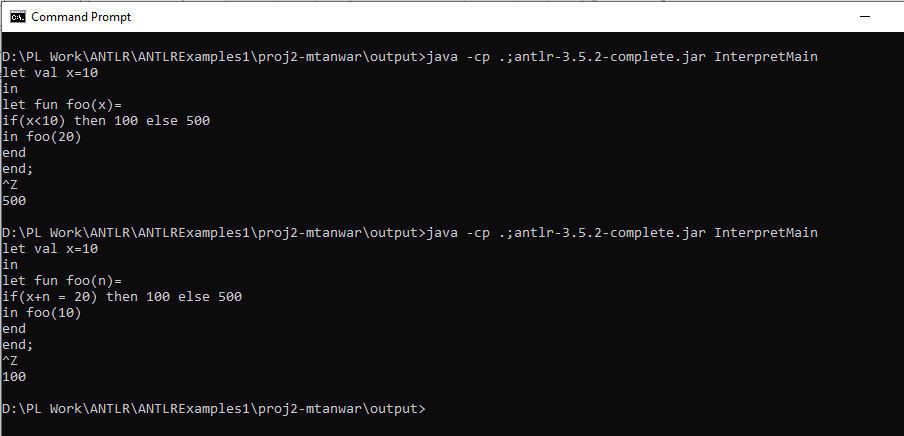 Command Prompt
D:\PL Work\ANTLR\ANTLRExamples1\proj2-mtanwar\output>java -cp .;antlr-3.5.2-complete.jar InterpretMain
let val x=10
in
let fun foo(x)=
if(x<10) then 100 else 500
in foo(20)
end
end;
^Z
500
D:\PL Work\ANTLR\ANTLRExamples1\proj2-mtanwar\output>java -cp .;antlr-3.5.2-complete.jar InterpretMain
let val x=10
in
let fun foo(n)=
if(x+n = 20) then 100 else 500
in foo(10)
end
end;
^Z
100
D:\PL Work\ANTLR\ANTLRExamples1\proj2-mtanwar\output>